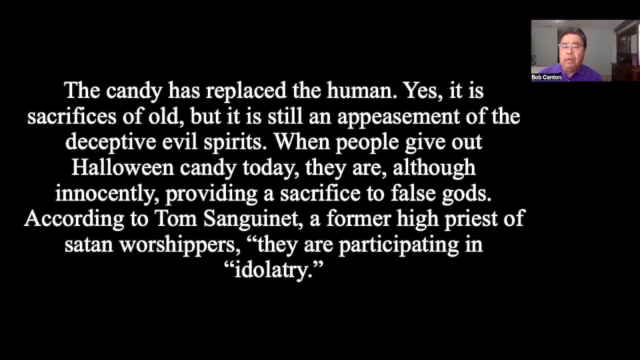 Bob Canton
The candy has replaced the human. Yes, it is
sacrifices of old, but it is still an appeasement of the
deceptive evil spirits. When people give out
Halloween candy today, they are, although
innocently, providing a sacrifice to false gods.
According to Tom Sanguinet, a former high priest of
satan worshippers, “they are participating in
“idolatry.”